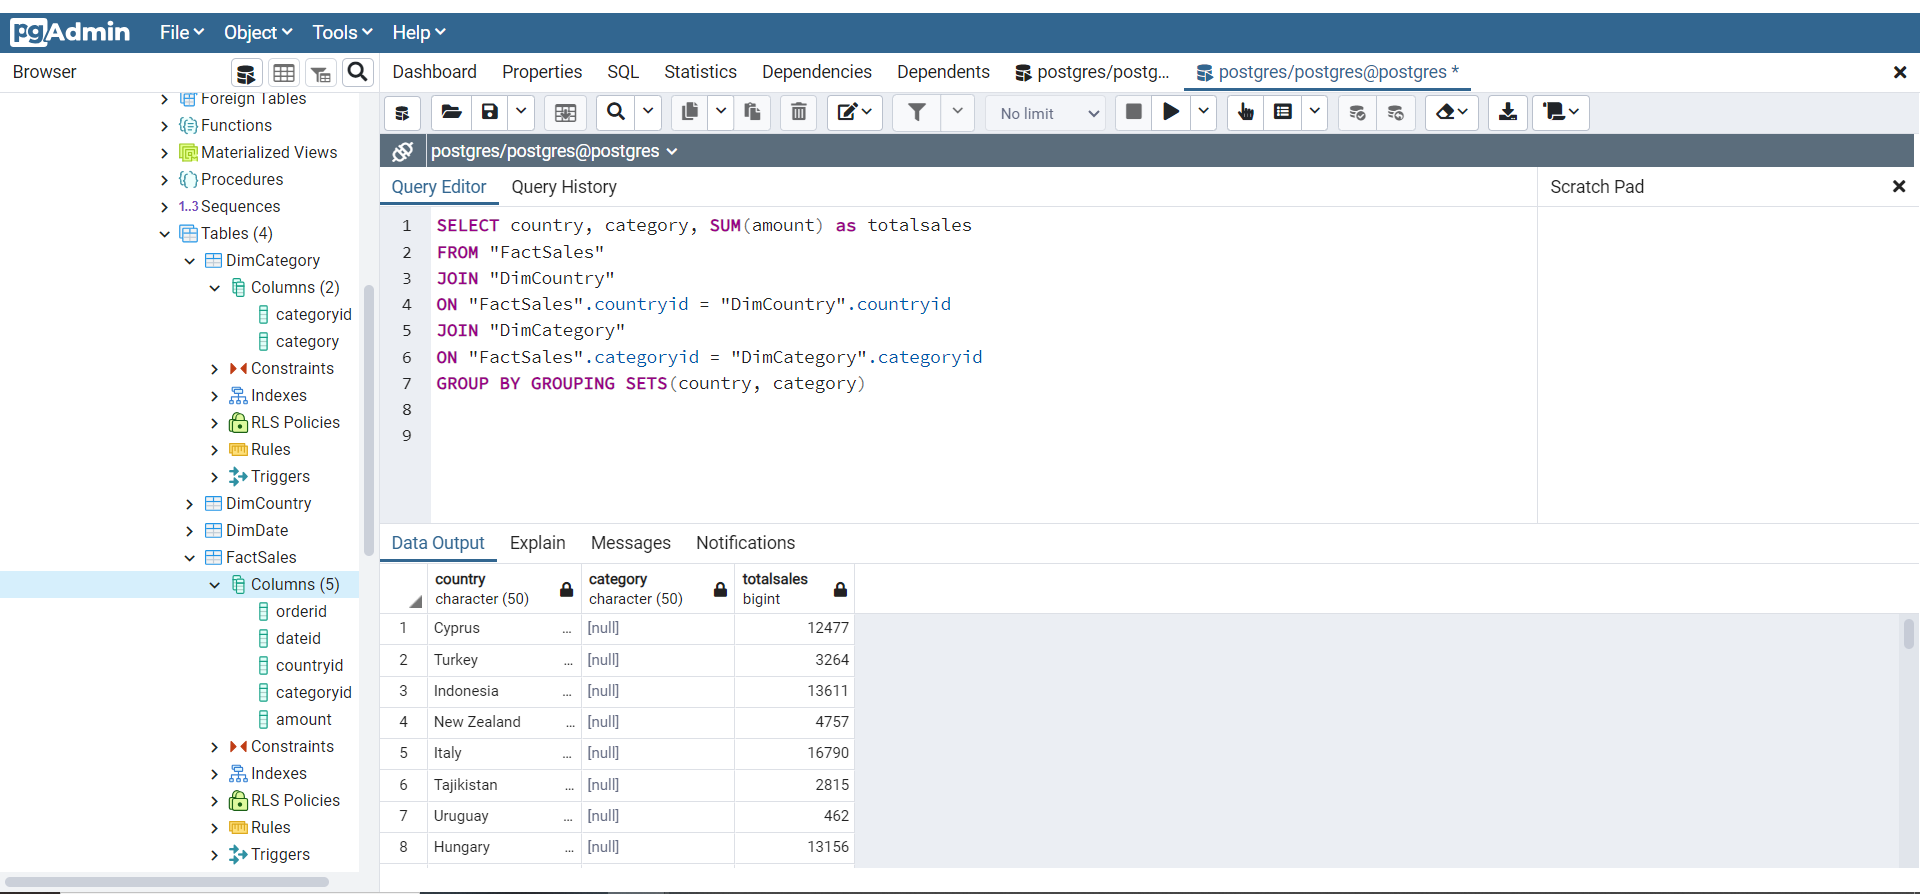 pgAdmin File Object Tools Help
Browser
Dashboard Properties SQL Statistics Dependencies Dependents postgres/postg... postgres/postgres@postgres *
Foreign Tables
Functions
Materialized Views
Procedures
1..3 Sequences
Tables (4)
DimCategory
Columns (2)
categoryid
category
Constraints
Indexes
RLS Policies
Rules
Triggers
DimCountry
DimDate
FactSales
Columns (5)
orderid
dateid
countryid
categoryid
amount
Constraints
Indexes
RLS Policies
Rules
Triggers
No limit
postgres/postgres@postgres
Query Editor Query History
Scratch Pad
1 SELECT country, category, SUM(amount) as totalsales
2 FROM "FactSales"
3 JOIN "DimCountry"
4 ON "FactSales".countryid = "DimCountry".countryid
5 JOIN "DimCategory"
6 ON "FactSales".categoryid = "DimCategory".categoryid
7 GROUP BY GROUPING SETS(country, category)
8
9
Data Output Explain Messages Notifications
country category totalsales
character (50) character (50) bigint
1 Cyprus ... [null] 12477
2 Turkey ... [null] 3264
3 Indonesia ... [null] 13611
4 New Zealand ... [null] 4757
5 Italy ... [null] 16790
6 Tajikistan ... [null] 2815
7 Uruguay ... [null] 462
8 Hungary ... [null] 13156